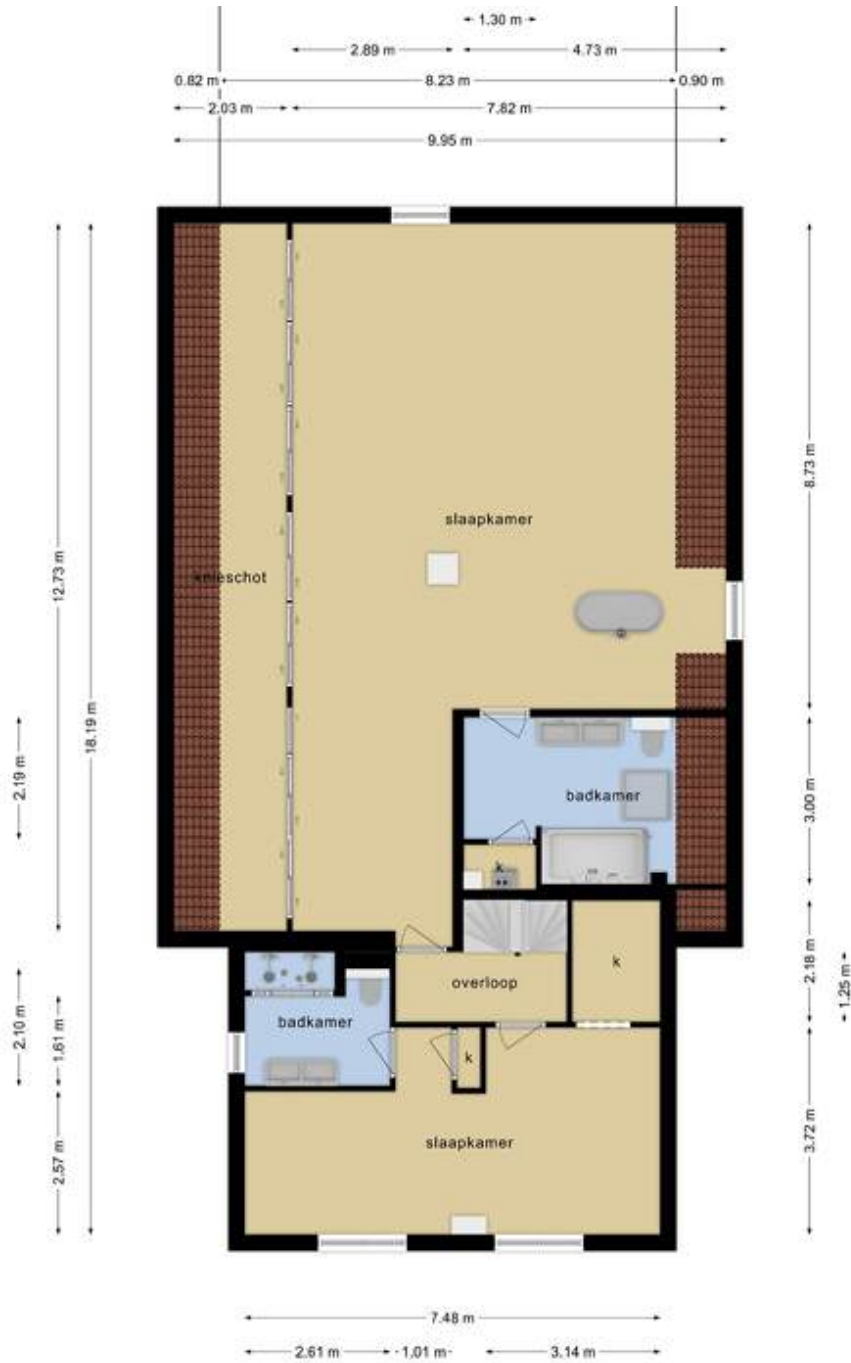 1.30 m
2.89 m 4.73 m
0.82 m 8.23 m 0.90 m
2.03 m 7.82 m
9.95 m
slaapkamer
knieschot
12.73 m
18.19 m
8.73 m
2.19 m
badkamer
3.00 m
k
overloop
k
2.18 m
1.25 m
badkamer
2.10 m
1.61 m
k
slaapkamer
2.57 m
3.72 m
7.48 m
2.61 m 1.01 m 3.14 m